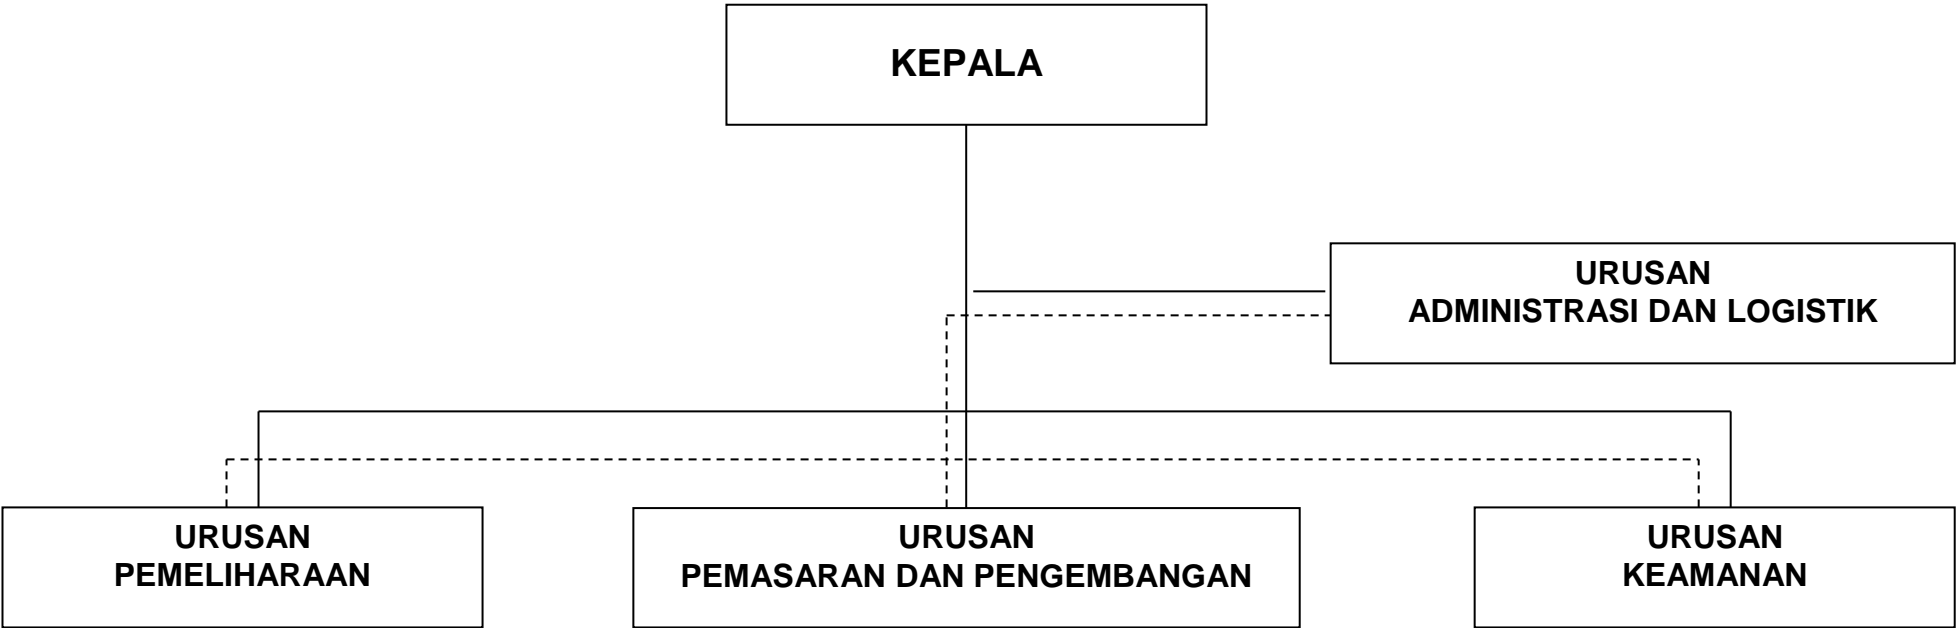 KEPALA
URUSAN
ADMINISTRASI DAN LOGISTIK
URUSAN
PEMELIHARAAN
URUSAN
PEMASARAN DAN PENGEMBANGAN
URUSAN
KEAMANAN